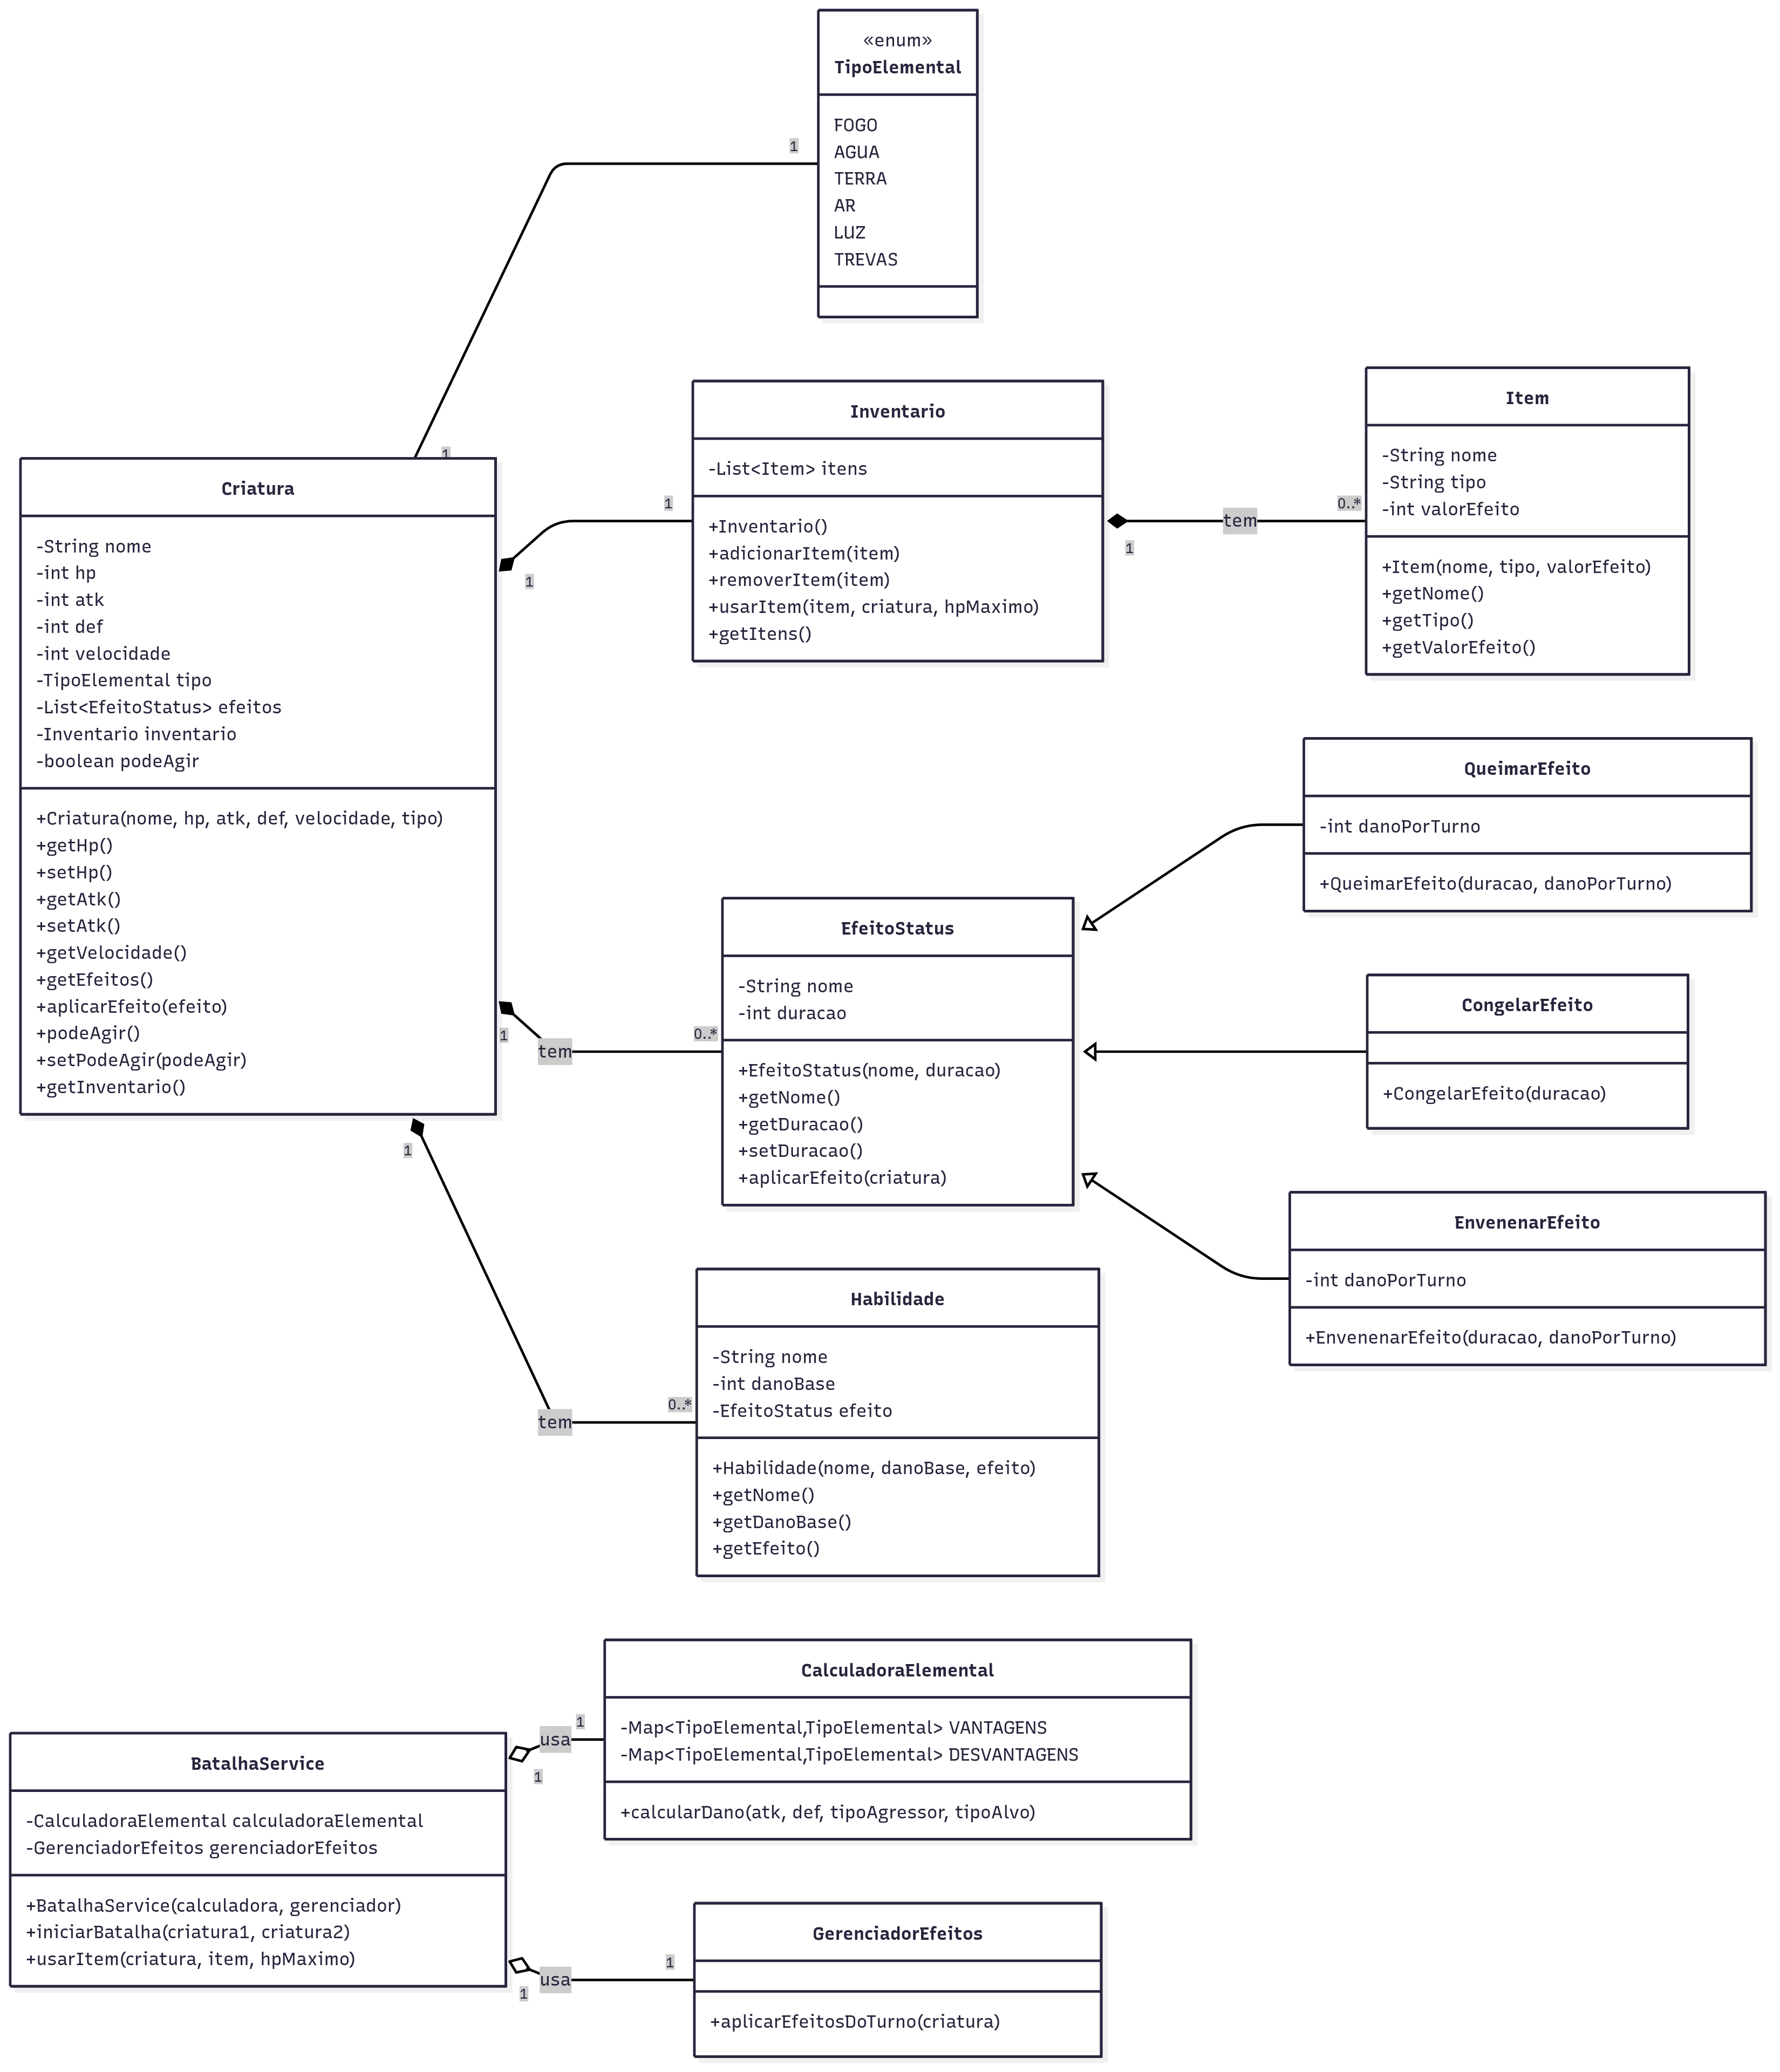 «enum»
TipoElemental
FOGO
AGUA
TERRA
AR
LUZ
TREVAS
1
1
Criatura
-String nome
-int hp
-int atk
-int def
-int velocidade
-TipoElemental tipo
-List<EfeitoStatus> efeitos
-Inventario inventario
-boolean podeAgir
+Criatura(nome, hp, atk, def, velocidade, tipo)
+getHp()
+setHp()
+getAtk()
+setAtk()
+getVelocidade()
+getEfeitos()
+aplicarEfeito(efeito)
+podeAgir()
+setPodeAgir(podeAgir)
+getInventario()
1
1
Inventario
-List<Item> itens
+Inventario()
+adicionarItem(item)
+removerItem(item)
+usarItem(item, criatura, hpMaximo)
+getItens()
1
tem
0..*
Item
-String nome
-String tipo
-int valorEfeito
+Item(nome, tipo, valorEfeito)
+getNome()
+getTipo()
+getValorEfeito()
1
tem
0..*
EfeitoStatus
-String nome
-int duracao
+EfeitoStatus(nome, duracao)
+getNome()
+getDuracao()
+setDuracao()
+aplicarEfeito(criatura)
QueimarEfeito
-int danoPorTurno
+QueimarEfeito(duracao, danoPorTurno)
CongelarEfeito
+CongelarEfeito(duracao)
EnvenenarEfeito
-int danoPorTurno
+EnvenenarEfeito(duracao, danoPorTurno)
1
tem
0..*
Habilidade
-String nome
-int danoBase
-EfeitoStatus efeito
+Habilidade(nome, danoBase, efeito)
+getNome()
+getDanoBase()
+getEfeito()
BatalhaService
-CalculadoraElemental calculadoraElemental
-GerenciadorEfeitos gerenciadorEfeitos
+BatalhaService(calculadora, gerenciador)
+iniciarBatalha(criatura1, criatura2)
+usarItem(criatura, item, hpMaximo)
1
usa
1
CalculadoraElemental
-Map<TipoElemental,TipoElemental> VANTAGENS
-Map<TipoElemental,TipoElemental> DESVANTAGENS
+calcularDano(atk, def, tipoAgressor, tipoAlvo)
1
usa
1
GerenciadorEfeitos
+aplicarEfeitosDoTurno(criatura)